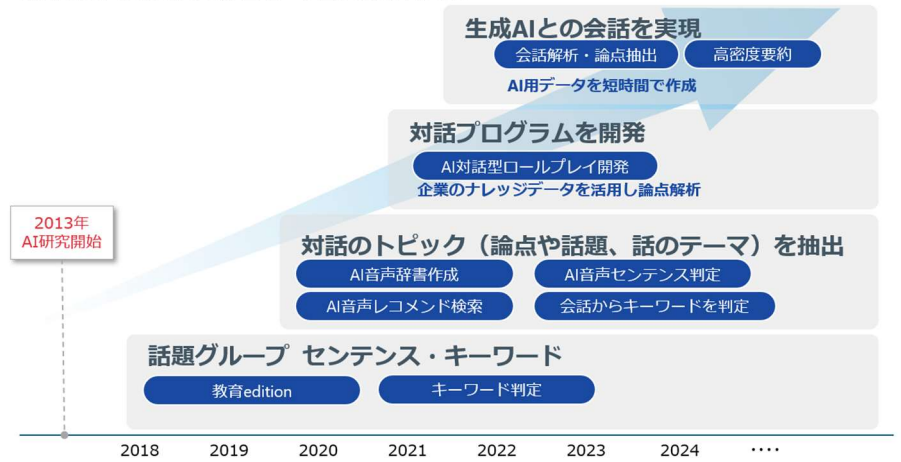 生成AIとの会話を実現
会話解析・論点抽出
高密度要約
AI用データを短時間で作成
対話プログラムを開発
AI対話型ロールプレイ開発
企業のナレッジデータを活用し論点解析
2013年
AI研究開始
対話のトピック（論点や話題、話のテーマ）を抽出
AI音声辞書作成
AI音声センテンス判定
AI音声レコメンド検索
会話からキーワードを判定
話題グループ センテンス・キーワード
教育edition
キーワード判定
2018 2019 2020 2021 2022 2023 2024 ････